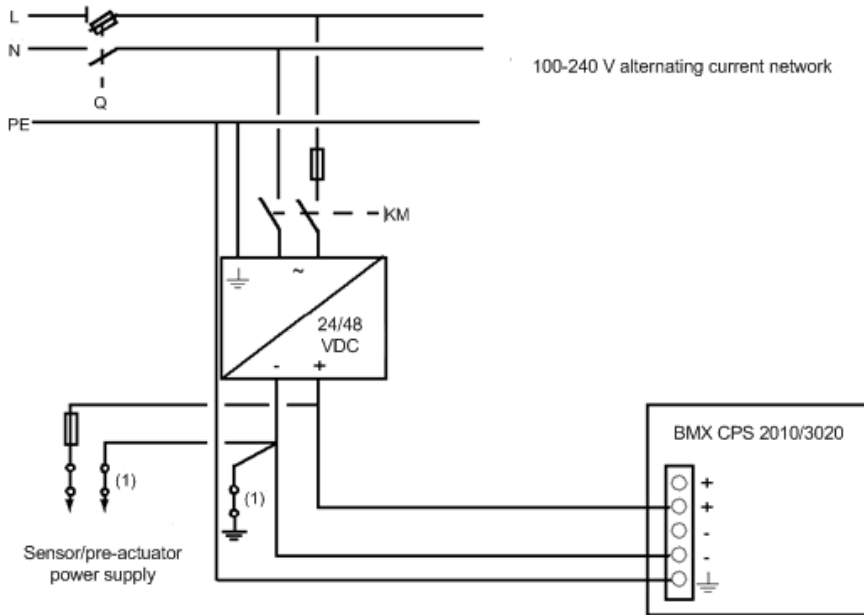 L
N
100-240 V alternating current network
Q
PE
KM
~
24/48
VDC
- +
BMX CPS 2010/3020
+
(1)
+
(1)
-
Sensor/pre-actuator
power supply
-